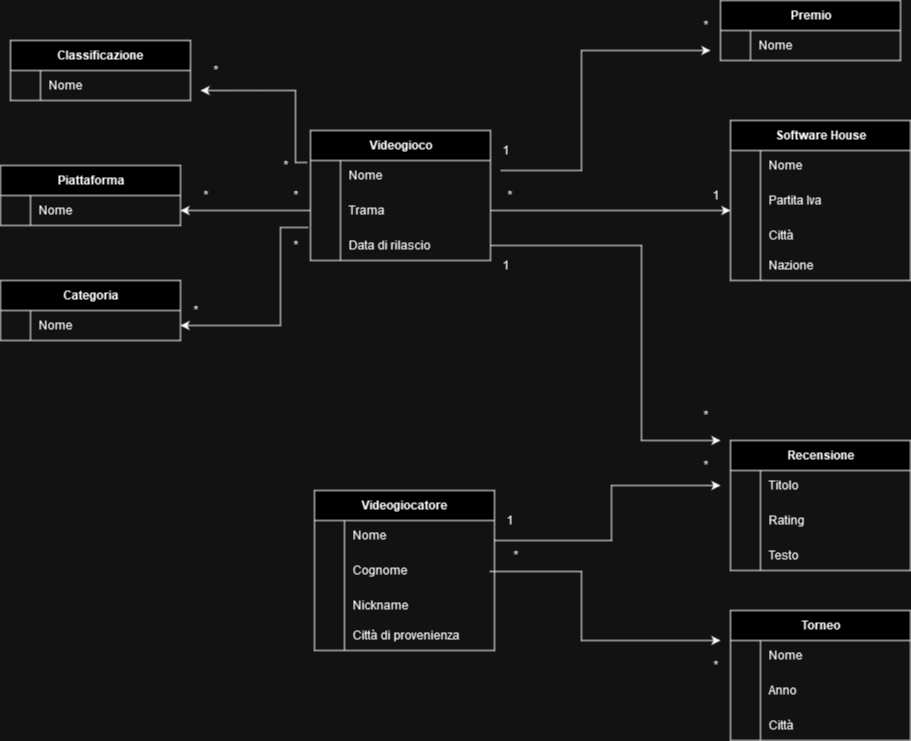 Premio
Nome
*
Classificazione
Nome
*
Software House
Nome
Partita Iva
Città
Nazione
Videogioco
Nome
Trama
Data di rilascio
1
*
1
*
*
*
*
1
Piattaforma
Nome
*
Categoria
Nome
*
*
*
Recensione
Titolo
Rating
Testo
Videogiocatore
Nome
Cognome
Nickname
Città di provenienza
1
*
*
Torneo
Nome
Anno
Città